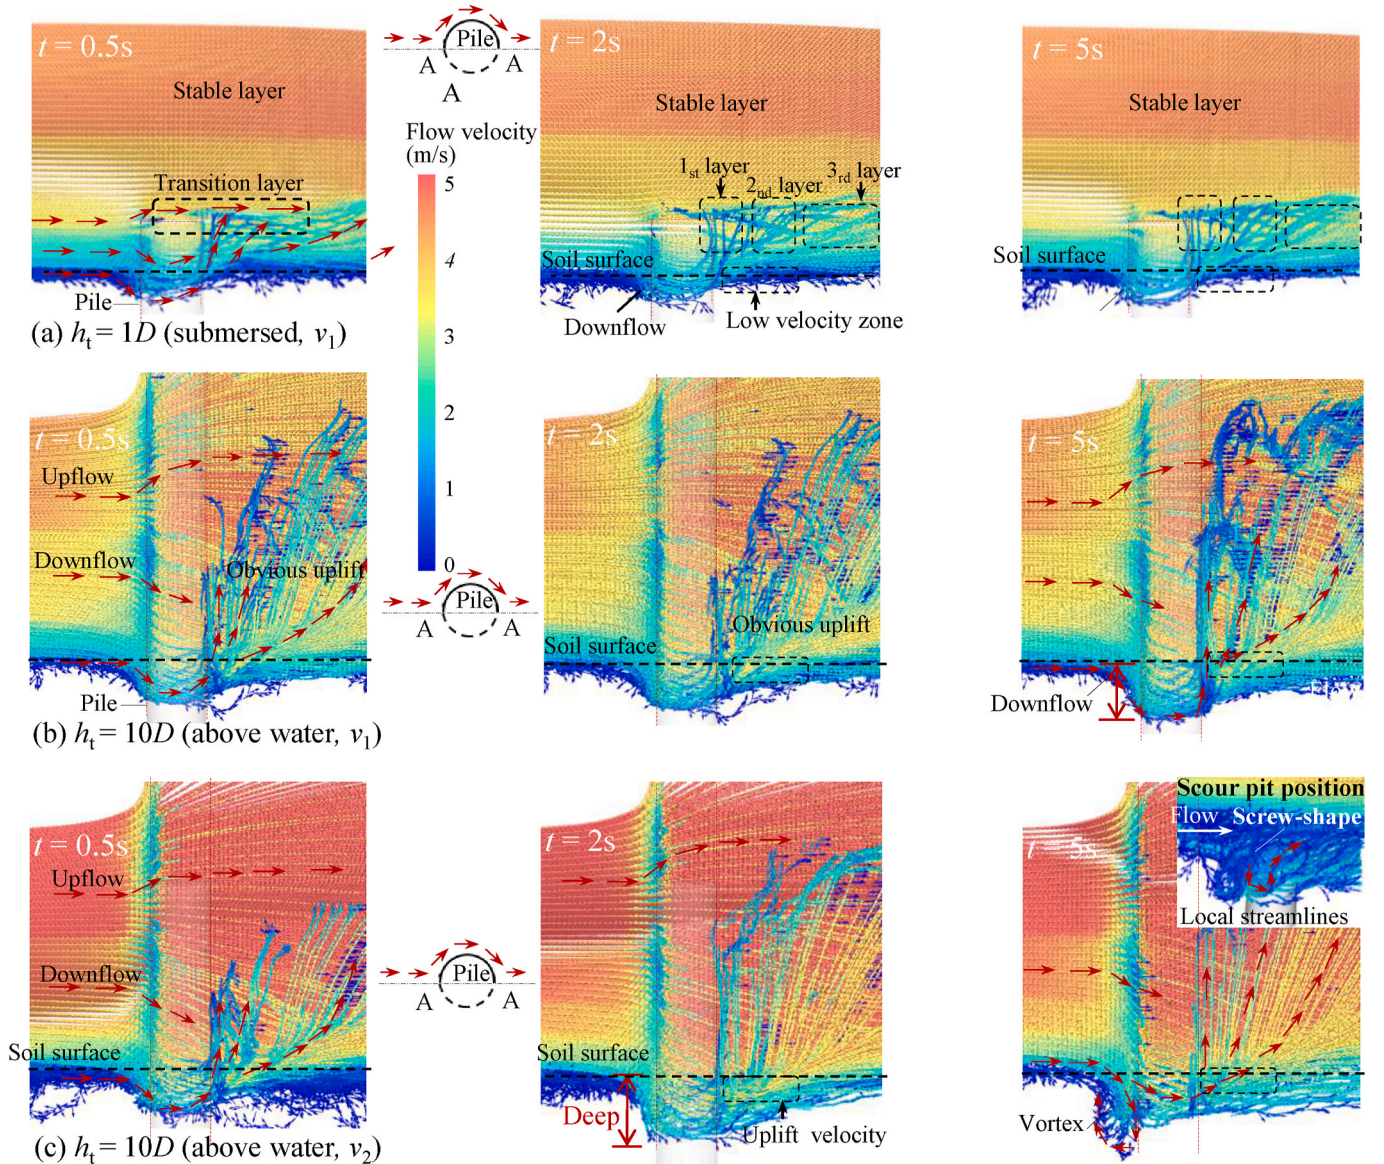 t = 0.5s
Stable layer
Transition layer
Pile
(a) hₜ = 1D (submersed, v₁)
Pile
A A
A
Flow velocity
(m/s)
5
4
3
2
1
0
t = 2s
Stable layer
1st layer
2nd layer
3rd layer
Soil surface
Downflow
Low velocity zone
t = 5s
Stable layer
Soil surface
t = 0.5s
Upflow
Downflow
Obvious uplift
Pile
(b) hₜ = 10D (above water, v₁)
Pile
A A
t = 2s
Obvious uplift
Soil surface
t = 5s
Downflow
t = 0.5s
Upflow
Downflow
Soil surface
(c) hₜ = 10D (above water, v₂)
Pile
A A
t = 2s
Soil surface
Deep
Uplift velocity
t = 5s
Scour pit position
Flow
Screw-shape
Local streamlines
Vortex